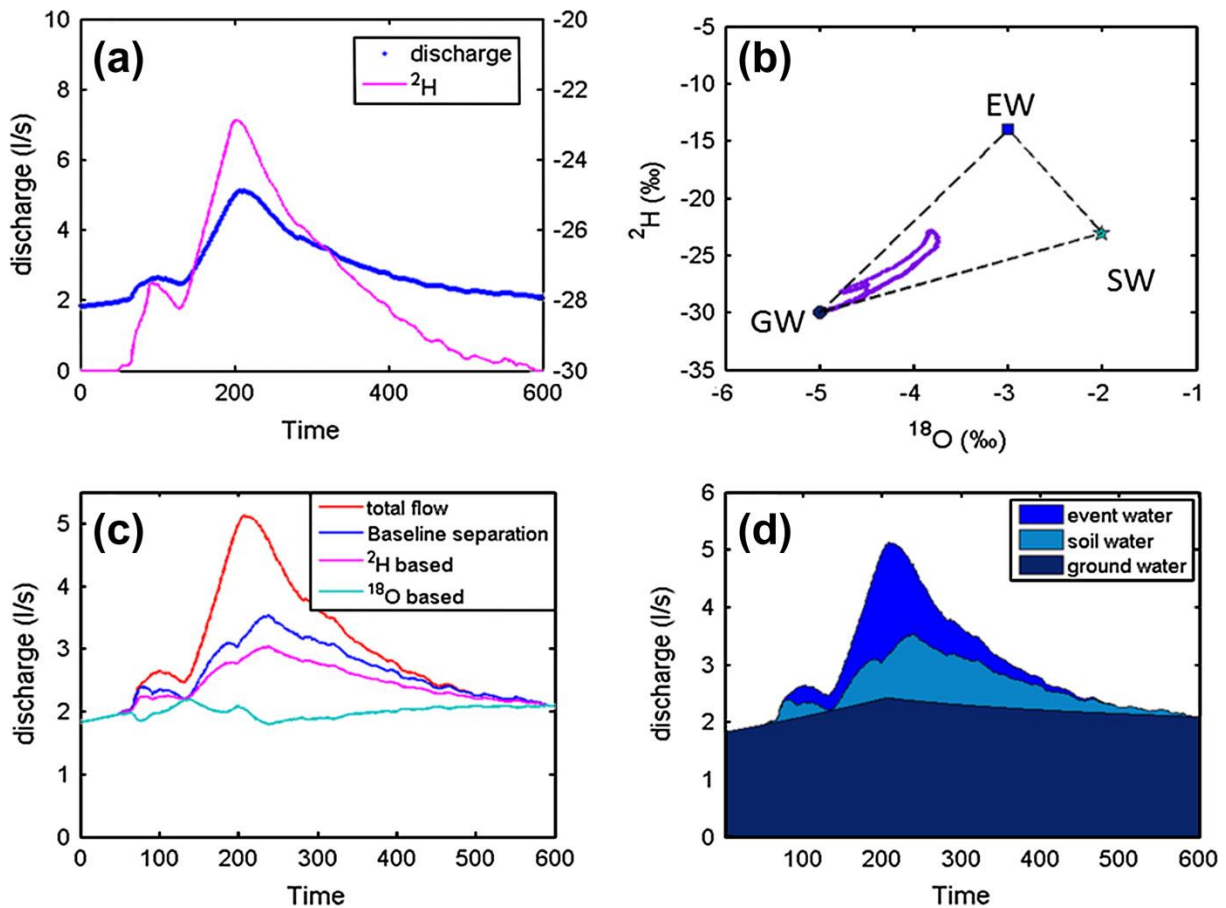 (a)
discharge
²H
10
8
6
4
2
0
discharge (l/s)
-20
-22
-24
-26
-28
-30
0
200
400
600
Time
(b)
EW
SW
GW
-5
-10
-15
-20
-25
-30
-35
²H (‰)
-6
-5
-4
-3
-2
-1
¹⁸O (‰)
(c)
total flow
Baseline separation
²H based
¹⁸O based
5
4
3
2
1
0
discharge (l/s)
0
100
200
300
400
500
600
Time
(d)
event water
soil water
ground water
6
5
4
3
2
1
0
discharge (l/s)
100
200
300
400
500
600
Time